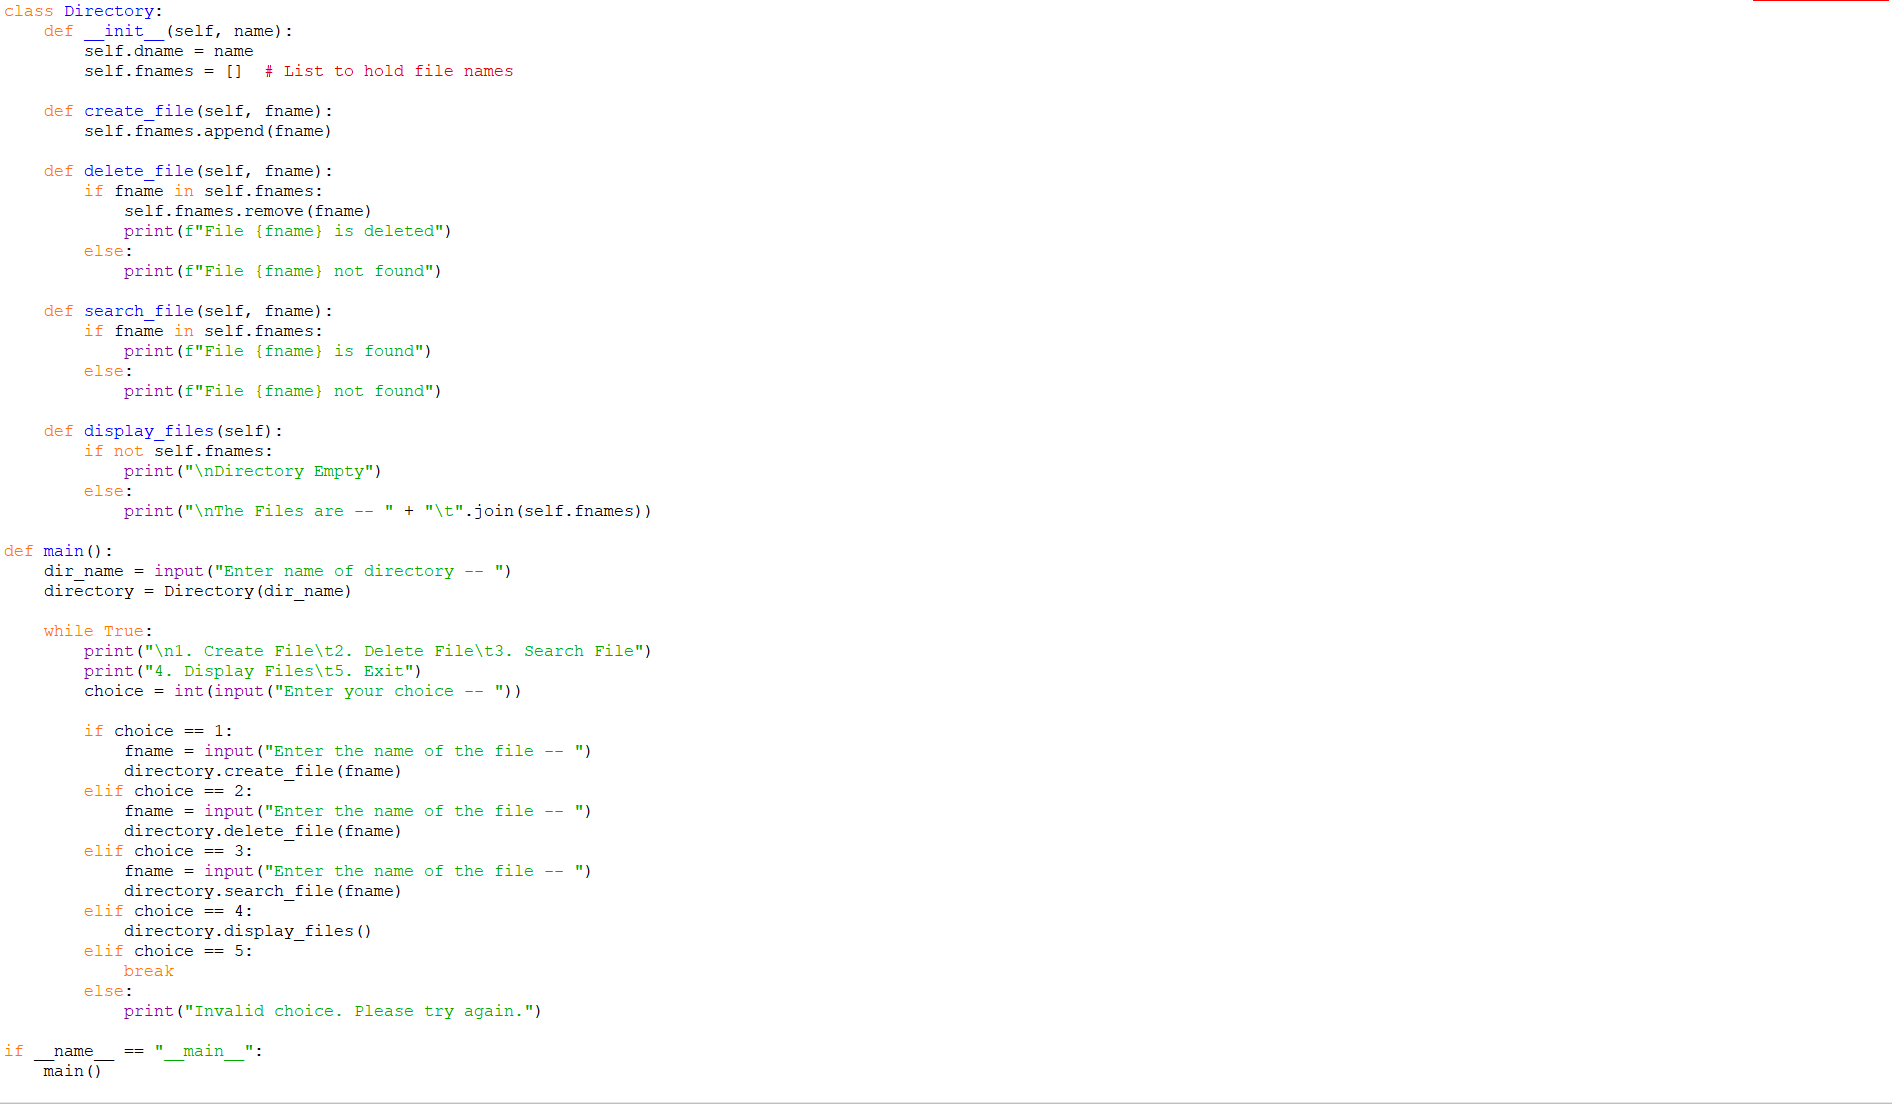 class Directory:
    def __init__(self, name):
        self.dname = name
        self.fnames = []  # List to hold file names

    def create_file(self, fname):
        self.fnames.append(fname)

    def delete_file(self, fname):
        if fname in self.fnames:
            self.fnames.remove(fname)
            print(f"File {fname} is deleted")
        else:
            print(f"File {fname} not found")

    def search_file(self, fname):
        if fname in self.fnames:
            print(f"File {fname} is found")
        else:
            print(f"File {fname} not found")

    def display_files(self):
        if not self.fnames:
            print("\nDirectory Empty")
        else:
            print("\nThe Files are -- " + "\t".join(self.fnames))

def main():
    dir_name = input("Enter name of directory -- ")
    directory = Directory(dir_name)

    while True:
        print("\n1. Create File\t2. Delete File\t3. Search File")
        print("4. Display Files\t5. Exit")
        choice = int(input("Enter your choice -- "))

        if choice == 1:
            fname = input("Enter the name of the file -- ")
            directory.create_file(fname)
        elif choice == 2:
            fname = input("Enter the name of the file -- ")
            directory.delete_file(fname)
        elif choice == 3:
            fname = input("Enter the name of the file -- ")
            directory.search_file(fname)
        elif choice == 4:
            directory.display_files()
        elif choice == 5:
            break
        else:
            print("Invalid choice. Please try again.")

if __name__ == "__main__":
    main()